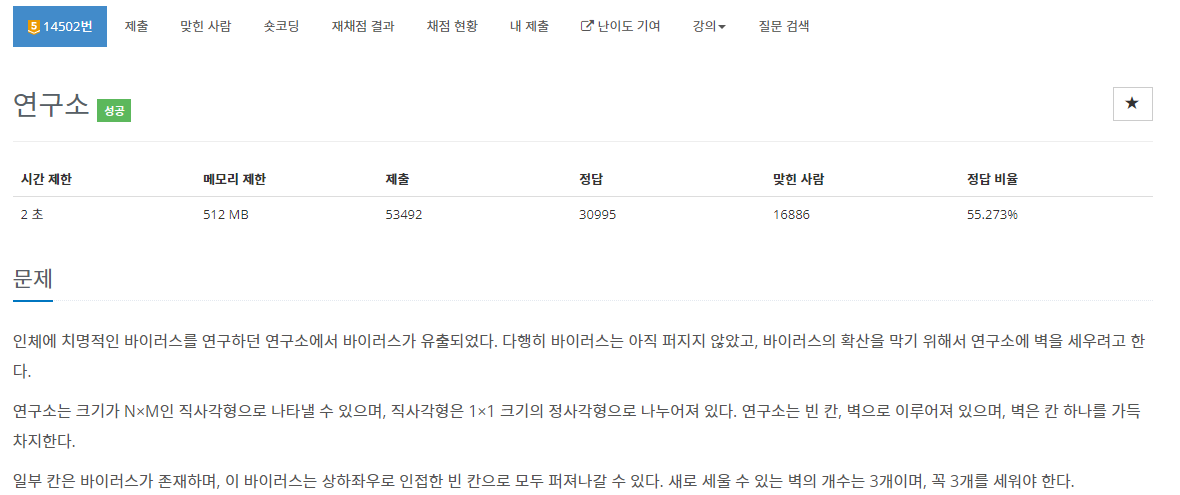 5 14502번 제출 맞힌 사람 숏코딩 재채점 결과 채점 현황 내 제출 난이도 기여 강의 질문 검색
연구소 성공
시간 제한 메모리 제한 제출 정답 맞힌 사람 정답 비율
2 초 512 MB 53492 30995 16886 55.273%
문제
인체에 치명적인 바이러스를 연구하던 연구소에서 바이러스가 유출되었다. 다행히 바이러스는 아직 퍼지지 않았고, 바이러스의 확산을 막기 위해서 연구소에 벽을 세우려고 한
다.
연구소는 크기가 N×M인 직사각형으로 나타낼 수 있으며, 직사각형은 1×1 크기의 정사각형으로 나누어져 있다. 연구소는 빈 칸, 벽으로 이루어져 있으며, 벽은 칸 하나를 가득
차지한다.
일부 칸은 바이러스가 존재하며, 이 바이러스는 상하좌우로 인접한 빈 칸으로 모두 퍼져나갈 수 있다. 새로 세울 수 있는 벽의 개수는 3개이며, 꼭 3개를 세워야 한다.